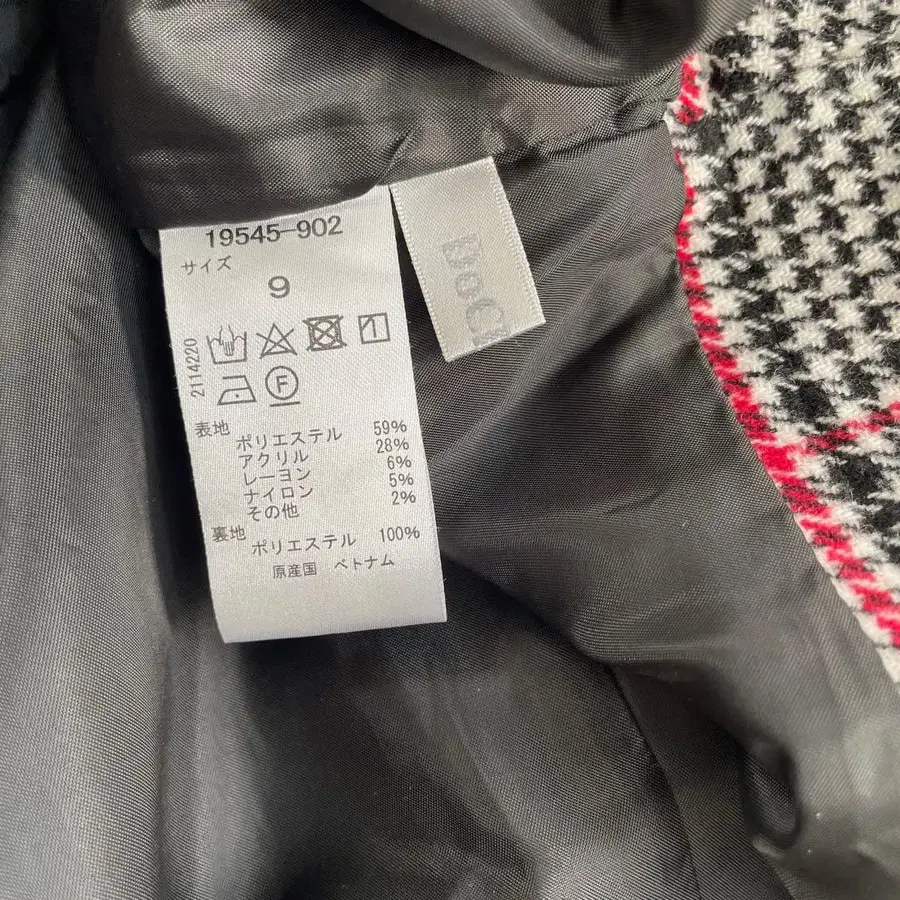 19545-902
サイズ
9
2114220
F
表地
ポリエステル 59%
アクリル 28%
レーヨン 6%
ナイロン 5%
その他 2%
裏地
ポリエステル 100%
原産国 ベトナム